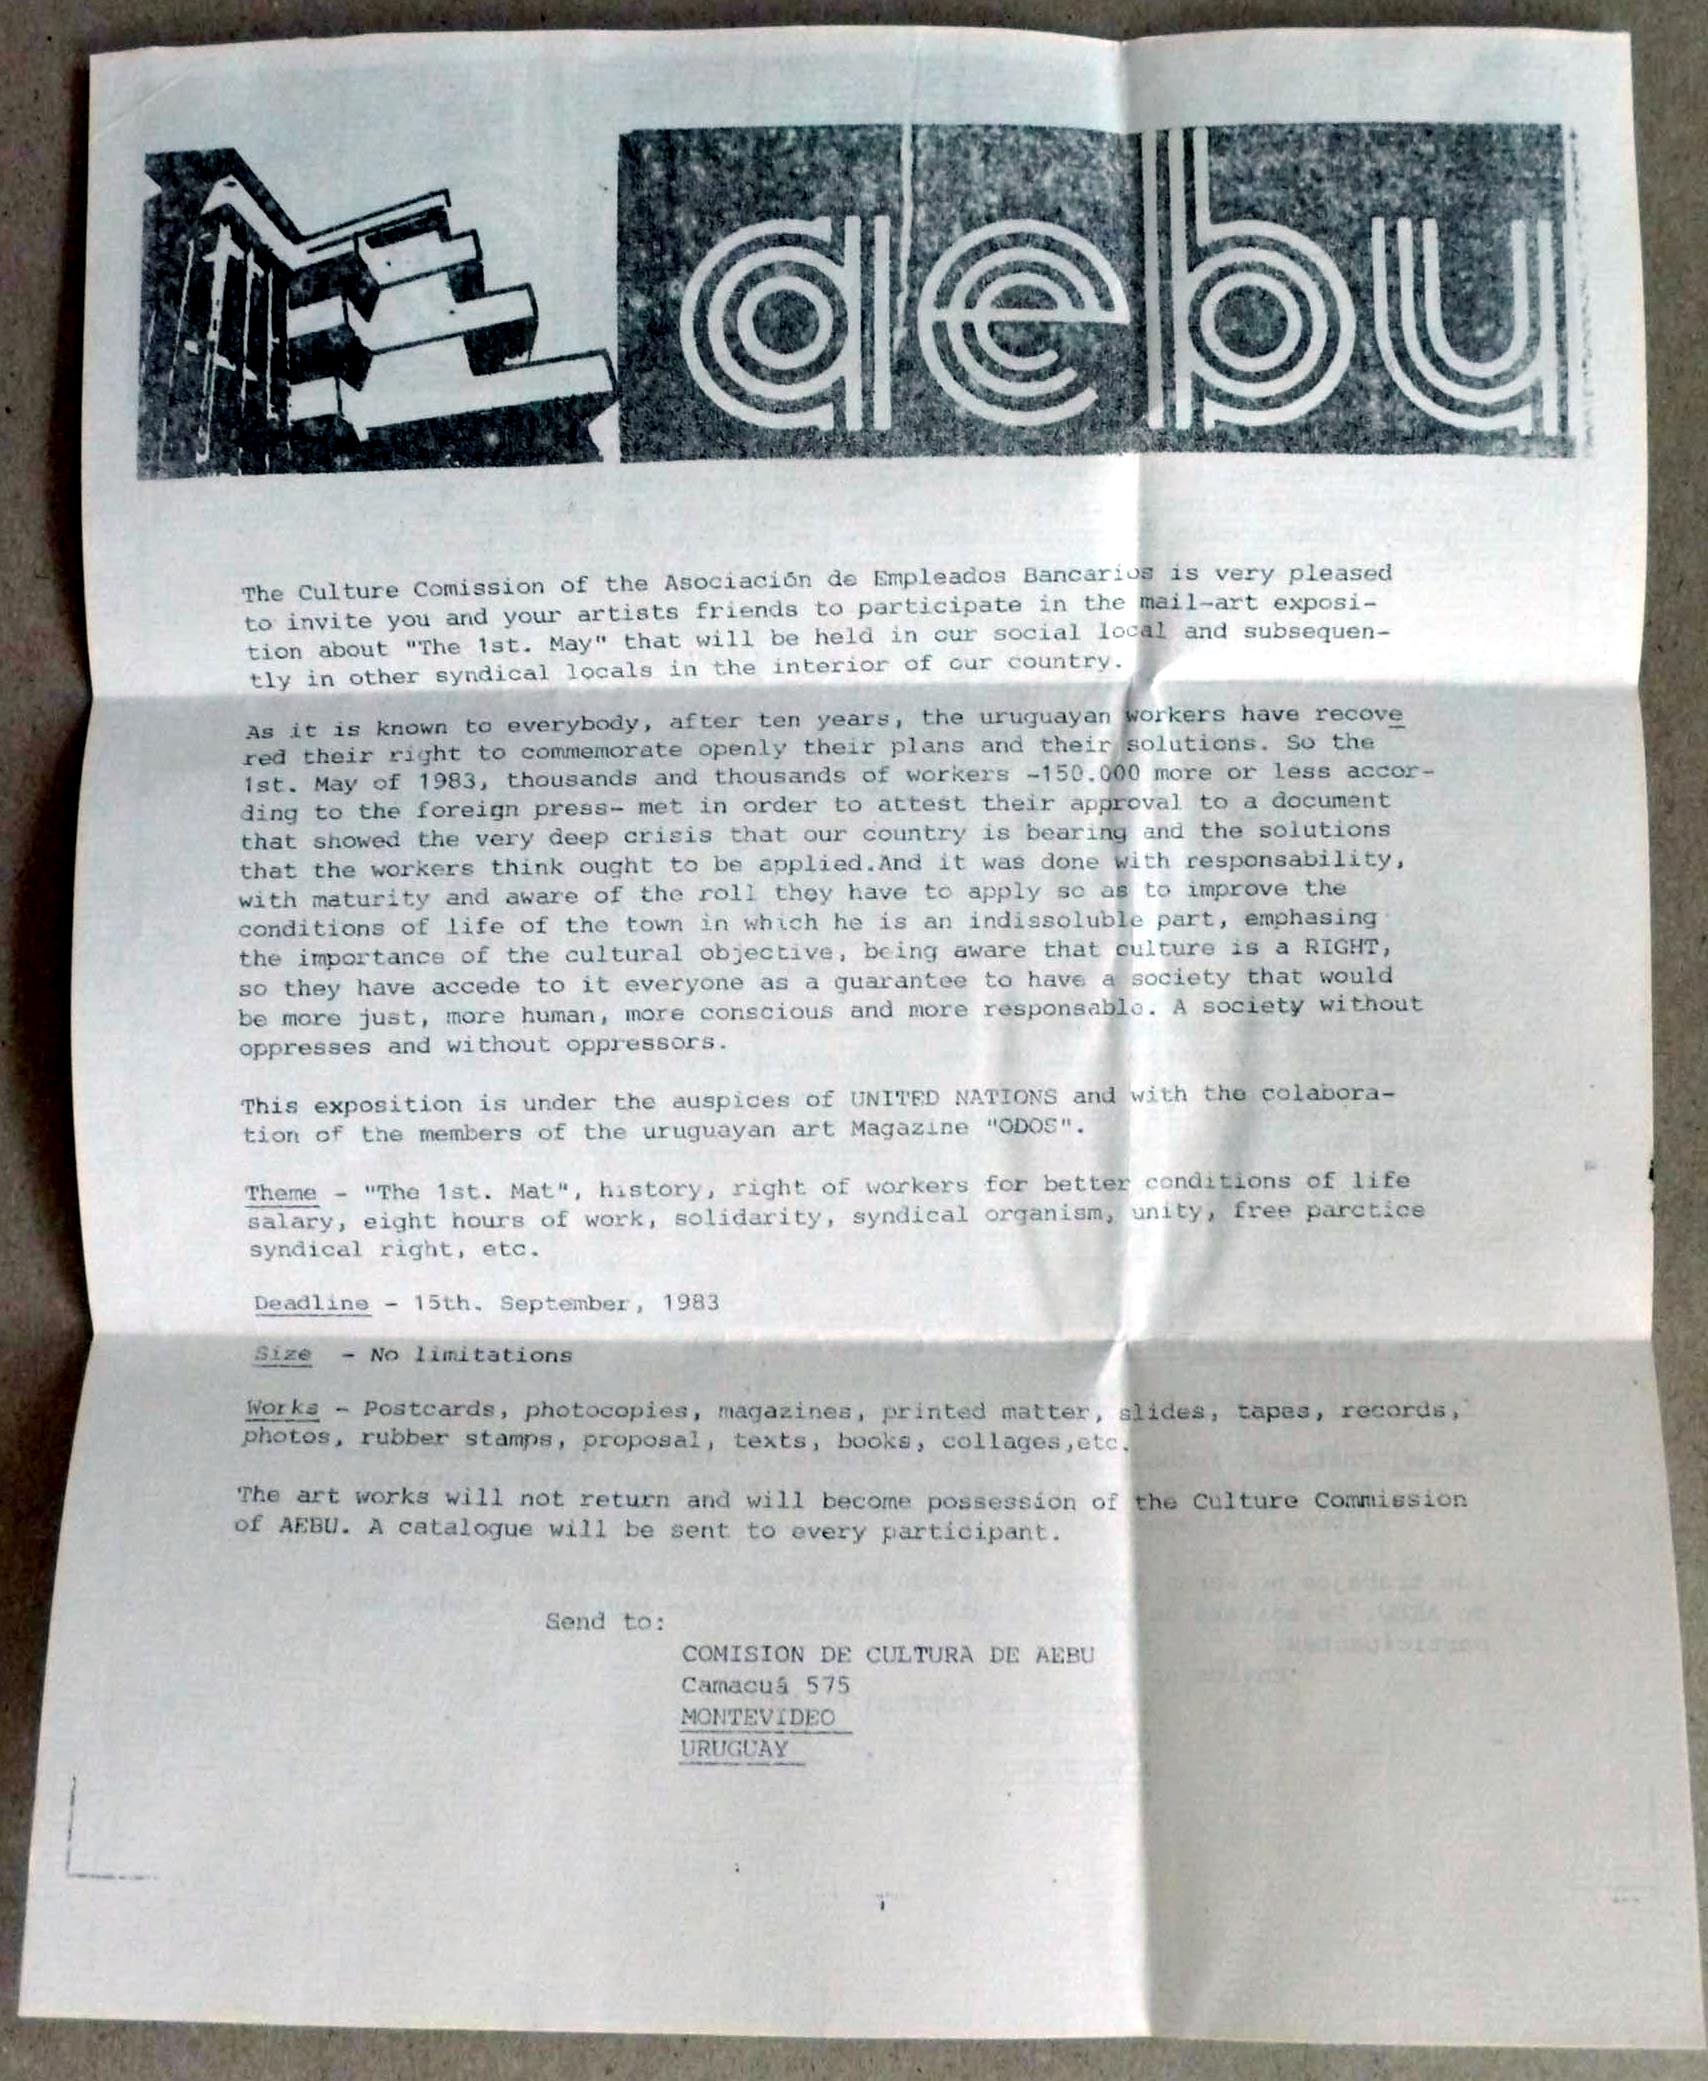 aebu
The Culture Comission of the Asociación de Empleados Bancarios is very pleased
to invite you and your artists friends to participate in the mail-art exposi-
tion about "The 1st. May" that will be held in our social local and subsequen-
tly in other syndical locals in the interior of our country.
As it is known to everybody, after ten years, the uruguayan workers have recove
red their right to commemorate openly their plans and their solutions. So the
1st. May of 1983, thousands and thousands of workers -150.000 more or less accor-
ding to the foreign press- met in order to attest their approval to a document
that showed the very deep crisis that our country is bearing and the solutions
that the workers think ought to be applied.And it was done with responsability,
with maturity and aware of the roll they have to apply so as to improve the
conditions of life of the town in which he is an indissoluble part, emphasing
the importance of the cultural objective, being aware that culture is a RIGHT,
so they have accede to it everyone as a guarantee to have a society that would
be more just, more human, more conscious and more responsable. A society without
oppresses and without oppressors.
This exposition is under the auspices of UNITED NATIONS and with the colabora-
tion of the members of the uruguayan art Magazine "ODOS".
Theme - "The 1st. Mat", history, right of workers for better conditions of life
salary, eight hours of work, solidarity, syndical organism, unity, free parctice
syndical right, etc.
Deadline - 15th. September, 1983
Size - No limitations
Works - Postcards, photocopies, magazines, printed matter, slides, tapes, records,
photos, rubber stamps, proposal, texts, books, collages,etc.
The art works will not return and will become possession of the Culture Commission
of AEBU. A catalogue will be sent to every participant.
Send to:
COMISION DE CULTURA DE AEBU
Camacuá 575
MONTEVIDEO
URUGUAY